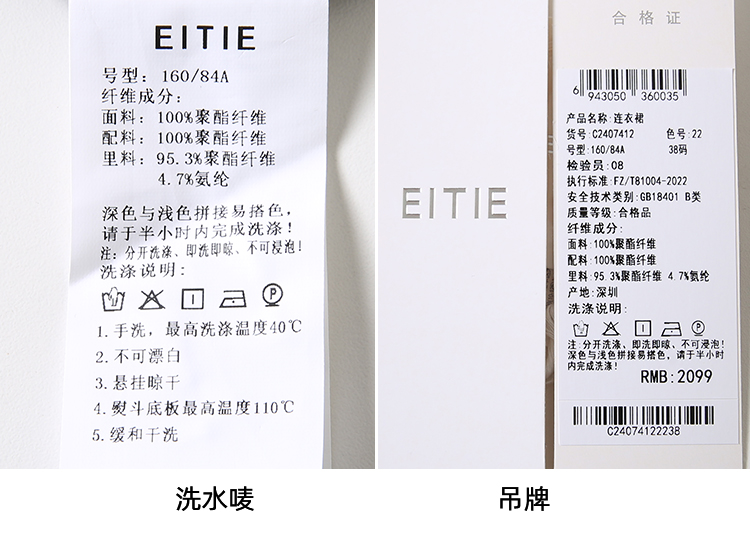 EITIE
号型: 160/84A
纤维成分:
面料: 100%聚酯纤维
配料: 100%聚酯纤维
里料: 95.3%聚酯纤维
4.7%氨纶
深色与浅色拼接易搭色,
请于半小时内完成洗涤!
注: 分开洗涤、即洗即晾、不可浸泡!
洗涤说明:
1.手洗, 最高洗涤温度40℃
2.不可漂白
3.悬挂晾干
4.熨斗底板最高温度110℃
5.缓和干洗
洗水唛
EITIE
合格证
6 943050 360035
产品名称:连衣裙
货号:C2407412 色号:22
号型:160/84A 38码
检验员:08
执行标准:FZ/T81004-2022
安全技术类别:GB18401 B类
质量等级:合格品
纤维成分:
面料:100%聚酯纤维
配料:100%聚酯纤维
里料:95.3%聚酯纤维 4.7%氨纶
产地:深圳
洗涤说明:
注:分开洗涤、即洗即晾、不可浸泡!
深色与浅色拼接易搭色, 请于半小时
内完成洗涤!
RMB:2099
C24074122238
吊牌